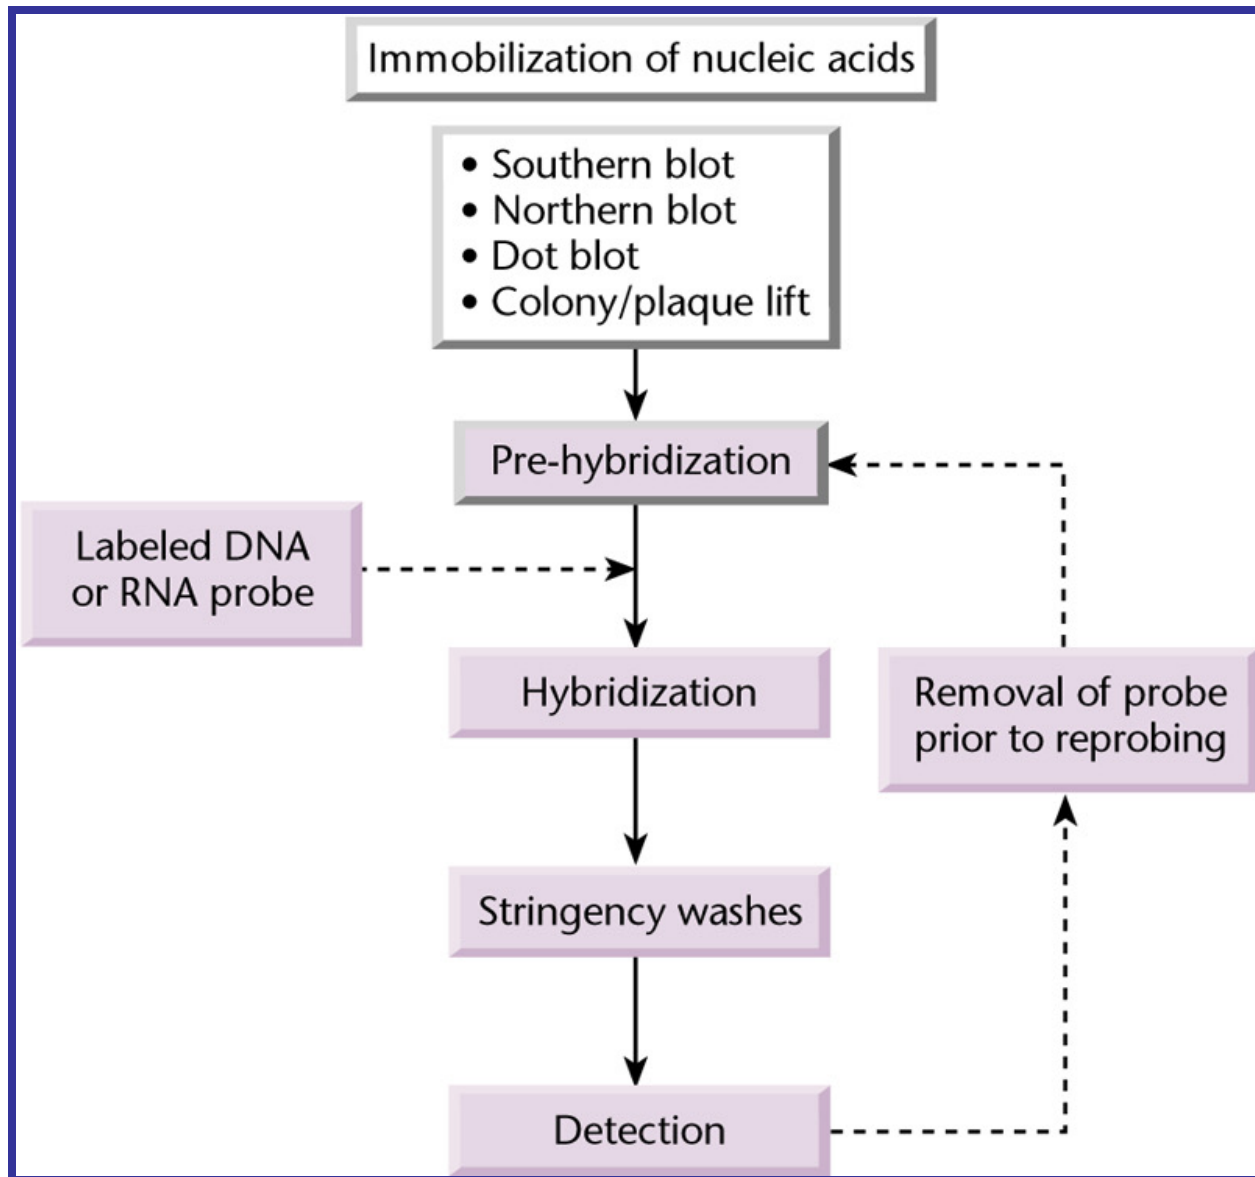 Immobilization of nucleic acids
• Southern blot
• Northern blot
• Dot blot
• Colony/plaque lift
Pre-hybridization
Labeled DNA
or RNA probe
Hybridization
Removal of probe
prior to reprobing
Stringency washes
Detection